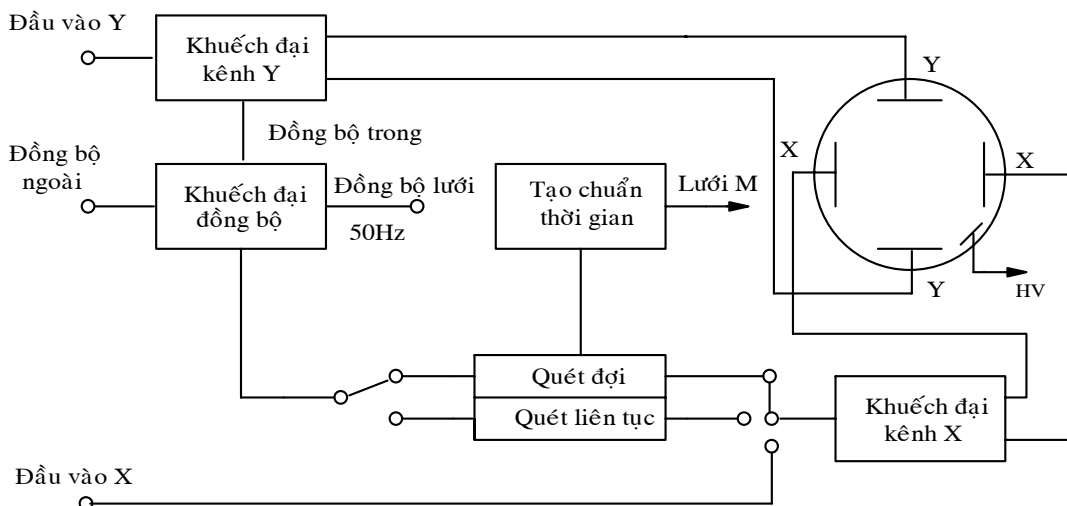 Đầu vào Y
Khuếch đại
kênh Y
Y
Đồng bộ trong
Đồng bộ
ngoài
Khuếch đại
đồng bộ
Đồng bộ lưới
50Hz
Tạo chuẩn
thời gian
Lưới M
X
X
Y
HV
Quét đợi
Quét liên tục
Khuếch đại
kênh X
Đầu vào X